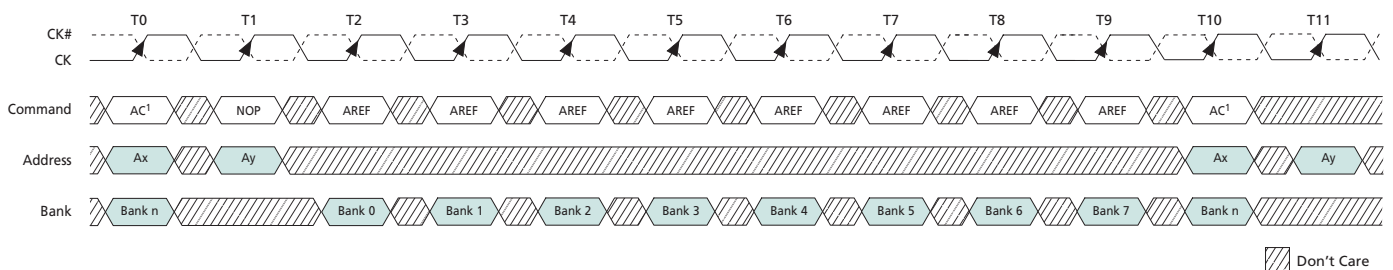 T0 T1 T2 T3 T4 T5 T6 T7 T8 T9 T10 T11
CK#
CK
Command AC¹ NOP AREF AREF AREF AREF AREF AREF AREF AREF AC¹
Address Ax Ay Ax Ay
Bank Bank n Bank 0 Bank 1 Bank 2 Bank 3 Bank 4 Bank 5 Bank 6 Bank 7 Bank n
Don't Care